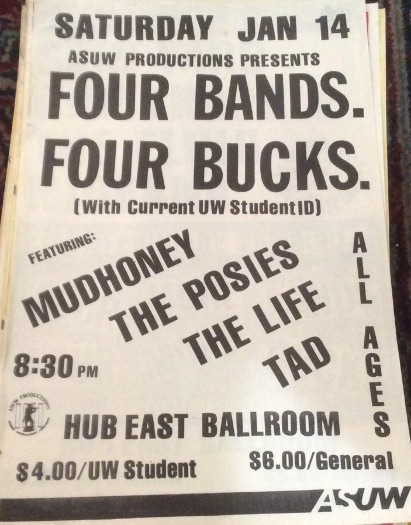 SATURDAY JAN 14
ASUW PRODUCTIONS PRESENTS
FOUR BANDS.
FOUR BUCKS.
(With Current UW Student ID)
FEATURING:
MUDHONEY
THE POSIES
THE LIFE
TAD
ALL AGES
8:30 PM
HUB EAST BALLROOM
$4.00/UW Student
$6.00/General
ASUW